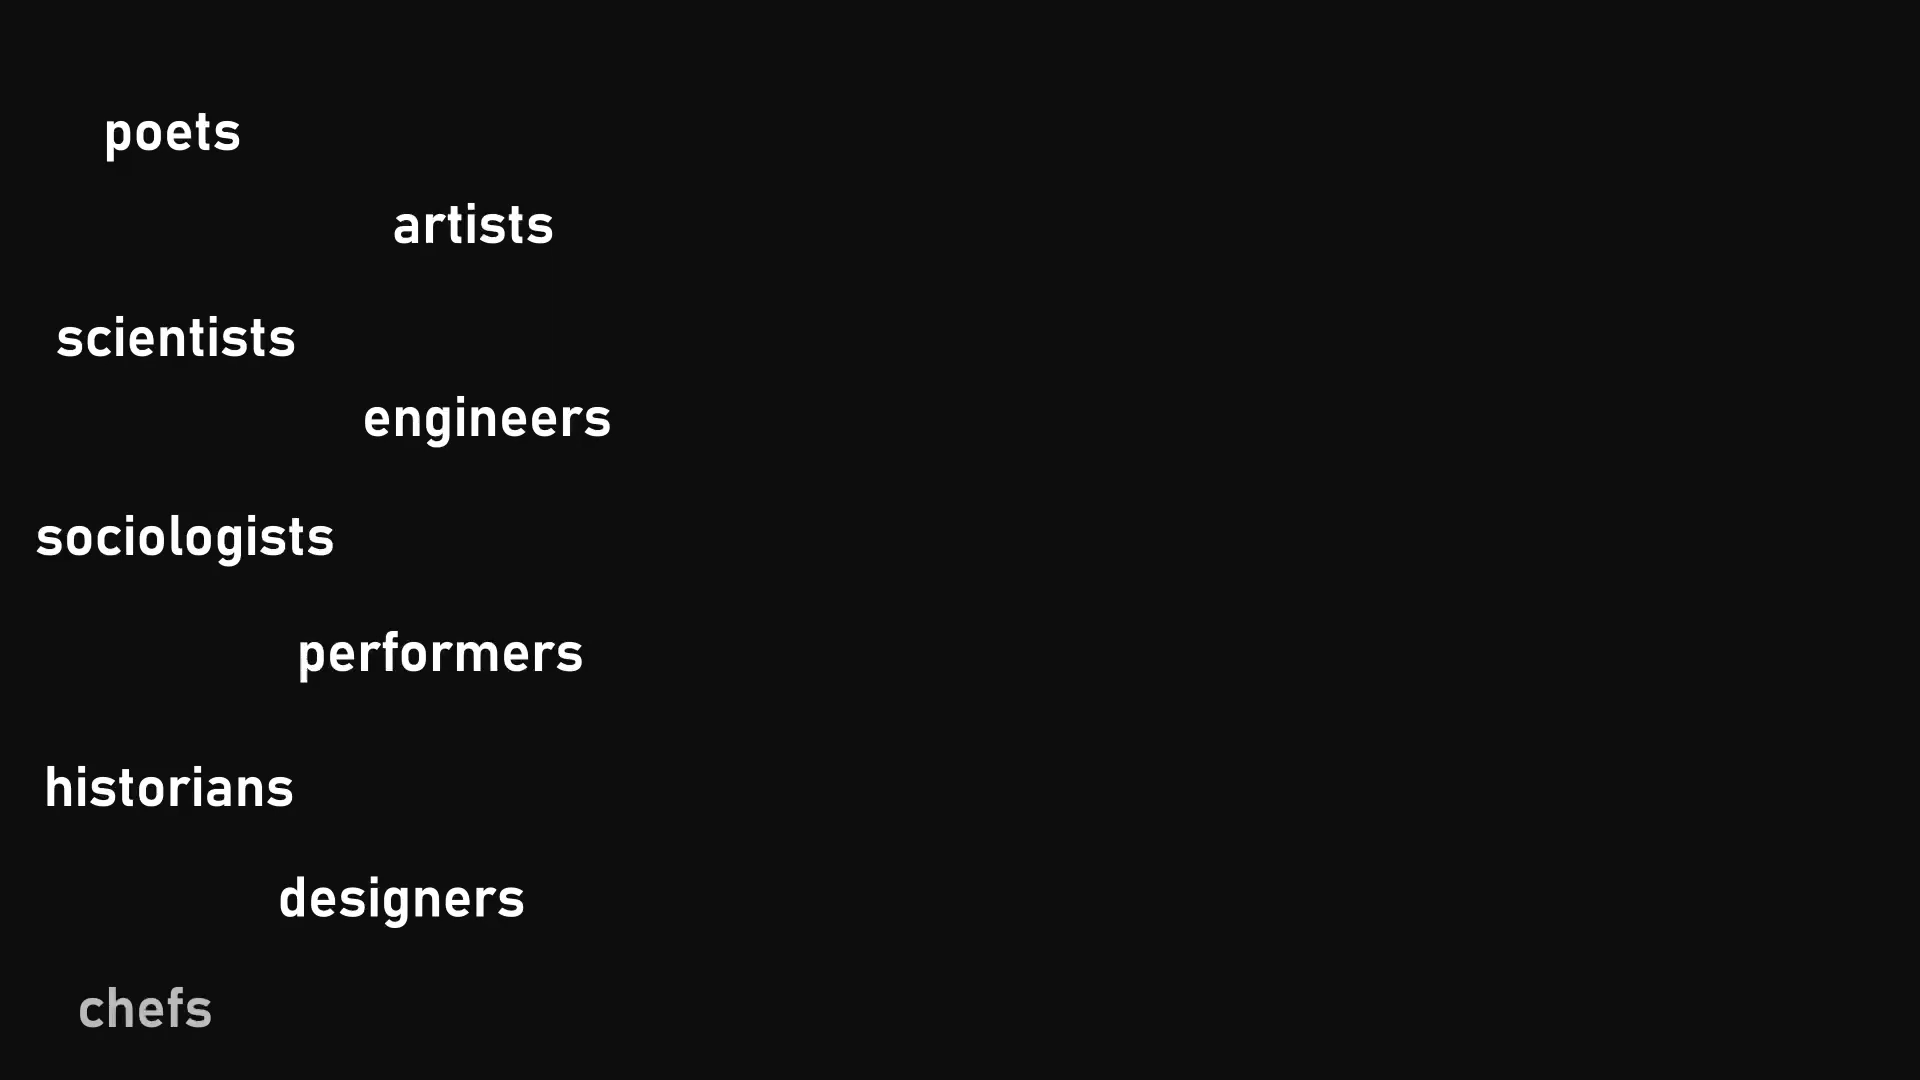 poets
artists
scientists
engineers
sociologists
performers
historians
designers
chefs